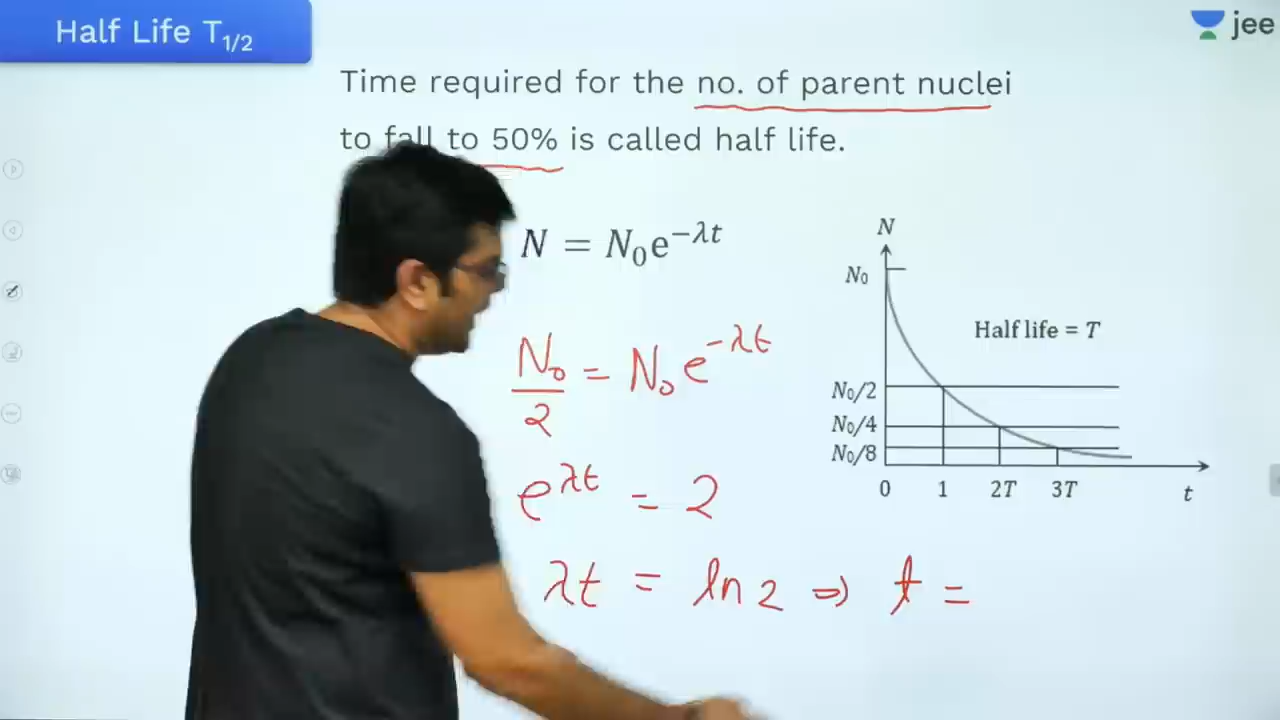 Half Life T1/2
jee
Time required for the no. of parent nuclei
to fall to 50% is called half life.
N = N₀e^−λt
N₀/2 = N₀e^−λt
e^λt = 2
λt = ln 2 ⇒ t =
N
N₀
Half life = T
N₀/2
N₀/4
N₀/8
0 1 2T 3T t